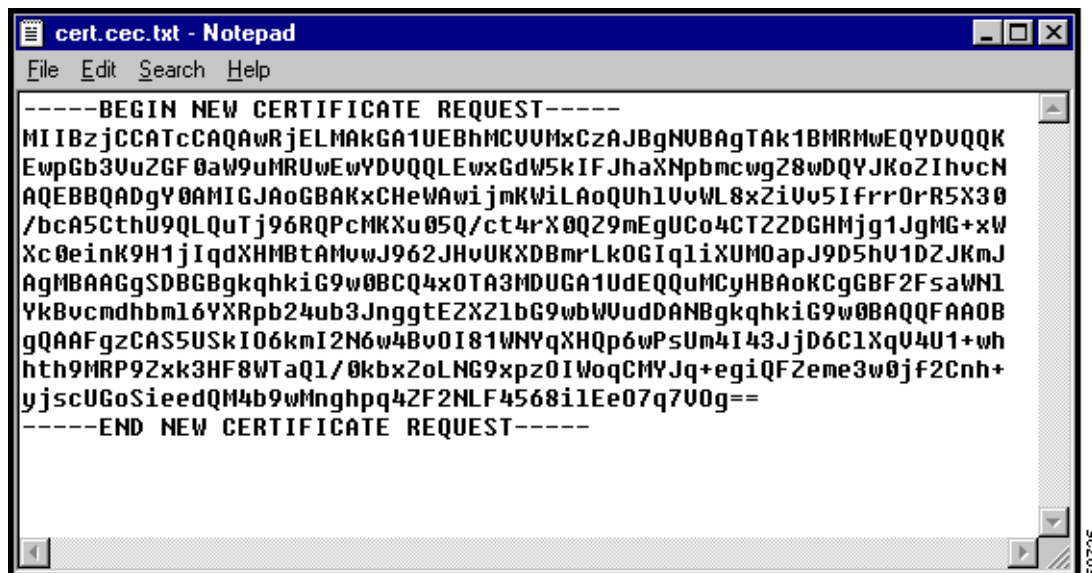 cert.cec.txt - Notepad
File Edit Search Help
-----BEGIN NEW CERTIFICATE REQUEST-----
MIIBzjCCATcCAQAwRjELMAkGA1UEBhMCVVMxCzAJBgNVBAgTAk1BMRMwEQYDVQQK
EwpGb3VuZGF0aW9uMRUwEwYDVQQLEwxGdW5kIFJhaXNpbmcwgZ8wDQYJKoZIhvcN
AQEBBQADgY0AMIGJAoGBAKxCHeWAwijmKWiLAoQUhlVvWL8xZiVv5IfrrOrR5X30
/bcA5CthU9QLQuTj96RQPcMKXu05Q/ct4rX0QZ9mEgUCo4CTZZDGHMjg1JgMG+xW
Xc0einK9H1jIqdXHMBtAMvwJ962JHvUKXDBmrLkOGIqliXUMOapJ9D5hV1DZJKmJ
AgMBAAGgSDBGBgkqhkiG9w0BCQ4xOTA3MDUGA1UdEQQuMCyHBAoKCgGBF2FsaWNl
YkBvcmdhbml6YXRpb24ub3JnggtEZXZlbG9wbWVudDANBgkqhkiG9w0BAQQFAAOB
gQAAFgzCAS5USkIO6kmI2N6w4BvOI81WNYqXHQp6wPsUm4I43JjD6ClXqV4U1+wh
hth9MRP9Zxk3HF8WTaQl/0kbxZoLNG9xpzOIWoqCMYJq+egiQFZeme3w0jf2Cnh+
yjscUGoSieedQM4b9wMnghpq4ZF2NLF4568ilEeO7q7VOg==
-----END NEW CERTIFICATE REQUEST-----